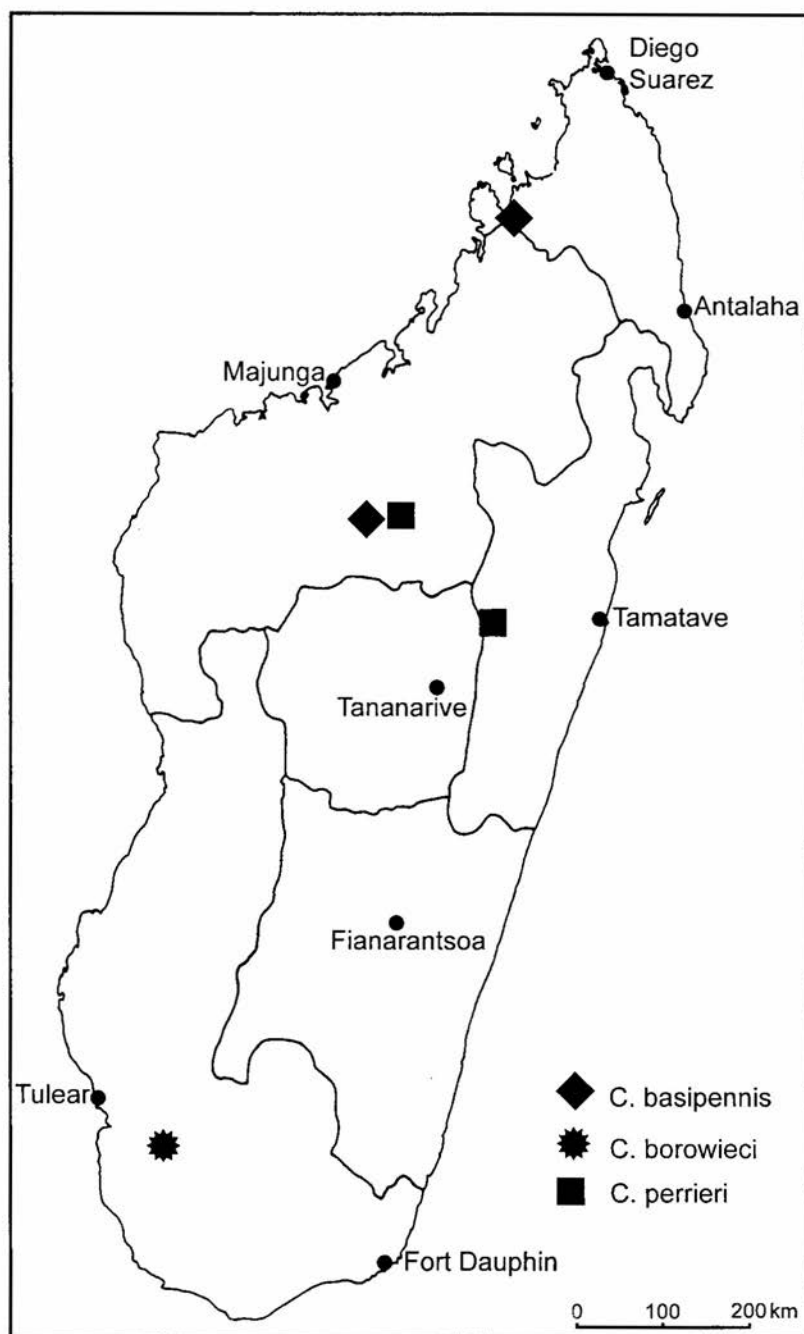 Diego
Suarez
Antalaha
Majunga
Tamatave
Tananarive
Fianarantsoa
Tulear
Fort Dauphin
C. basipennis
C. borowieci
C. perrieri
0 100 200 km